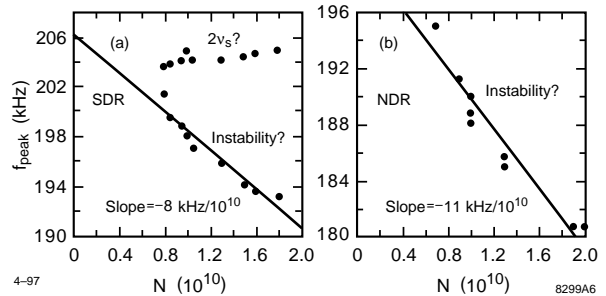 206
202
198
194
190
f_peak (kHz)
(a)
2ν_s?
SDR
Instability?
Slope=−8 kHz/10^10
0
0.4
0.8
1.2
1.6
2.0
N (10^10)
4–97
196
192
188
184
180
(b)
Instability?
NDR
Slope=−11 kHz/10^10
0
0.4
0.8
1.2
1.6
2.0
N (10^10)
8299A6